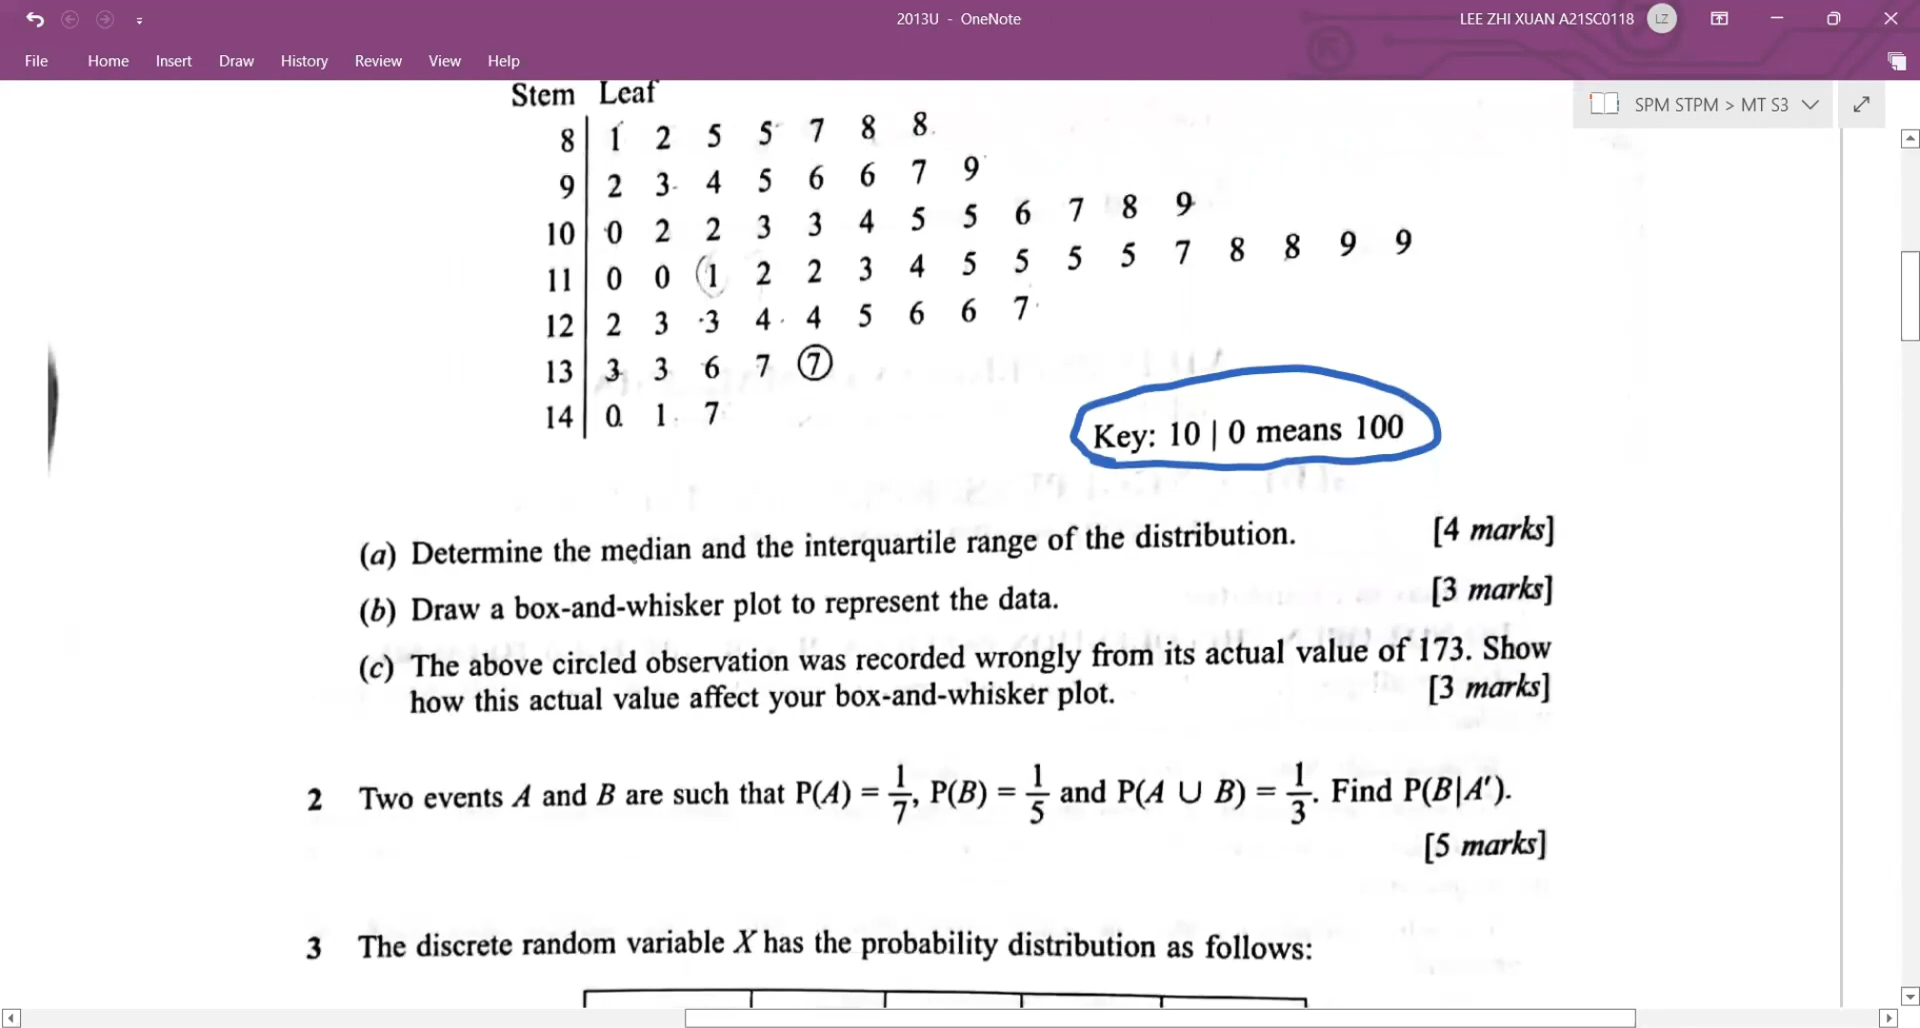 2013U - OneNote
LEE ZHI XUAN A21SC0118
LZ
File Home Insert Draw History Review View Help
SPM STPM > MT S3
Stem Leaf
8 1 2 5 5 7 8 8
9 2 3 4 5 6 6 7 9
10 0 2 2 3 3 4 5 5 6 7 8 9
11 0 0 1 2 2 3 4 5 5 5 5 7 8 8 9 9
12 2 3 3 4 4 5 6 6 7
13 3 3 6 7 7
14 0 1 7
Key: 10 | 0 means 100
(a) Determine the median and the interquartile range of the distribution. [4 marks]
(b) Draw a box-and-whisker plot to represent the data. [3 marks]
(c) The above circled observation was recorded wrongly from its actual value of 173. Show
how this actual value affect your box-and-whisker plot. [3 marks]
2 Two events A and B are such that P(A) = 1/7, P(B) = 1/5 and P(A ∪ B) = 1/3. Find P(B|A′).
[5 marks]
3 The discrete random variable X has the probability distribution as follows: